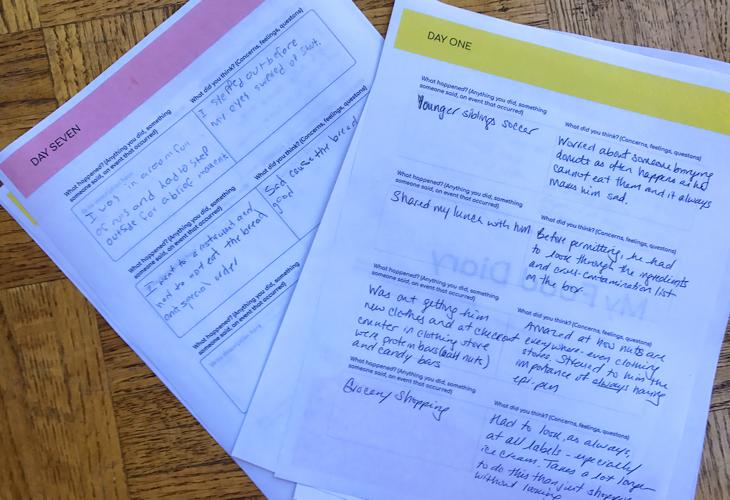 DAY SEVEN
What happened? (Anything you did, something
someone said, an event that occurred)
I was in a room full
of nuts and had to step
outside for a brief moment
What did you think? (Concerns, feelings, questions)
I stepped out before
my eyes swelled at shut.
What happened? (Anything you did, something
someone said, an event that occurred)
I went to a restaurant and
had to not eat the bread
and special order
What did you think? (Concerns, feelings, questions)
Sad cause the bread
good
What happened? (Anything you did, something
someone said, an event that occurred)
DAY ONE
What happened? (Anything you did, something
someone said, an event that occurred)
Younger siblings soccer
What did you think? (Concerns, feelings, questions)
Worried about someone bringing
donuts as often happens as he
cannot eat them and it always
makes him sad.
What happened? (Anything you did, something
someone said, an event that occurred)
Shared my lunch with him
What did you think? (Concerns, feelings, questions)
Before permitting, he had
to look through the ingredients
and cross-contamination list
on the box.
What happened? (Anything you did, something
someone said, an event that occurred)
Was out getting him
new clothes and at checkout
counter in clothing store
were protein bars (all nuts)
and candy bars
What did you think? (Concerns, feelings, questions)
Amazed at how nuts are
everywhere - even clothing
stores. Stressed to him the
importance of always having
epi-pen
What happened? (Anything you did, something
someone said, an event that occurred)
Grocery shopping
What did you think? (Concerns, feelings, questions)
Had to look, as always,
at all labels - especially
ice cream. Takes a lot longer
to do this than just shopping
without
My Food Diary